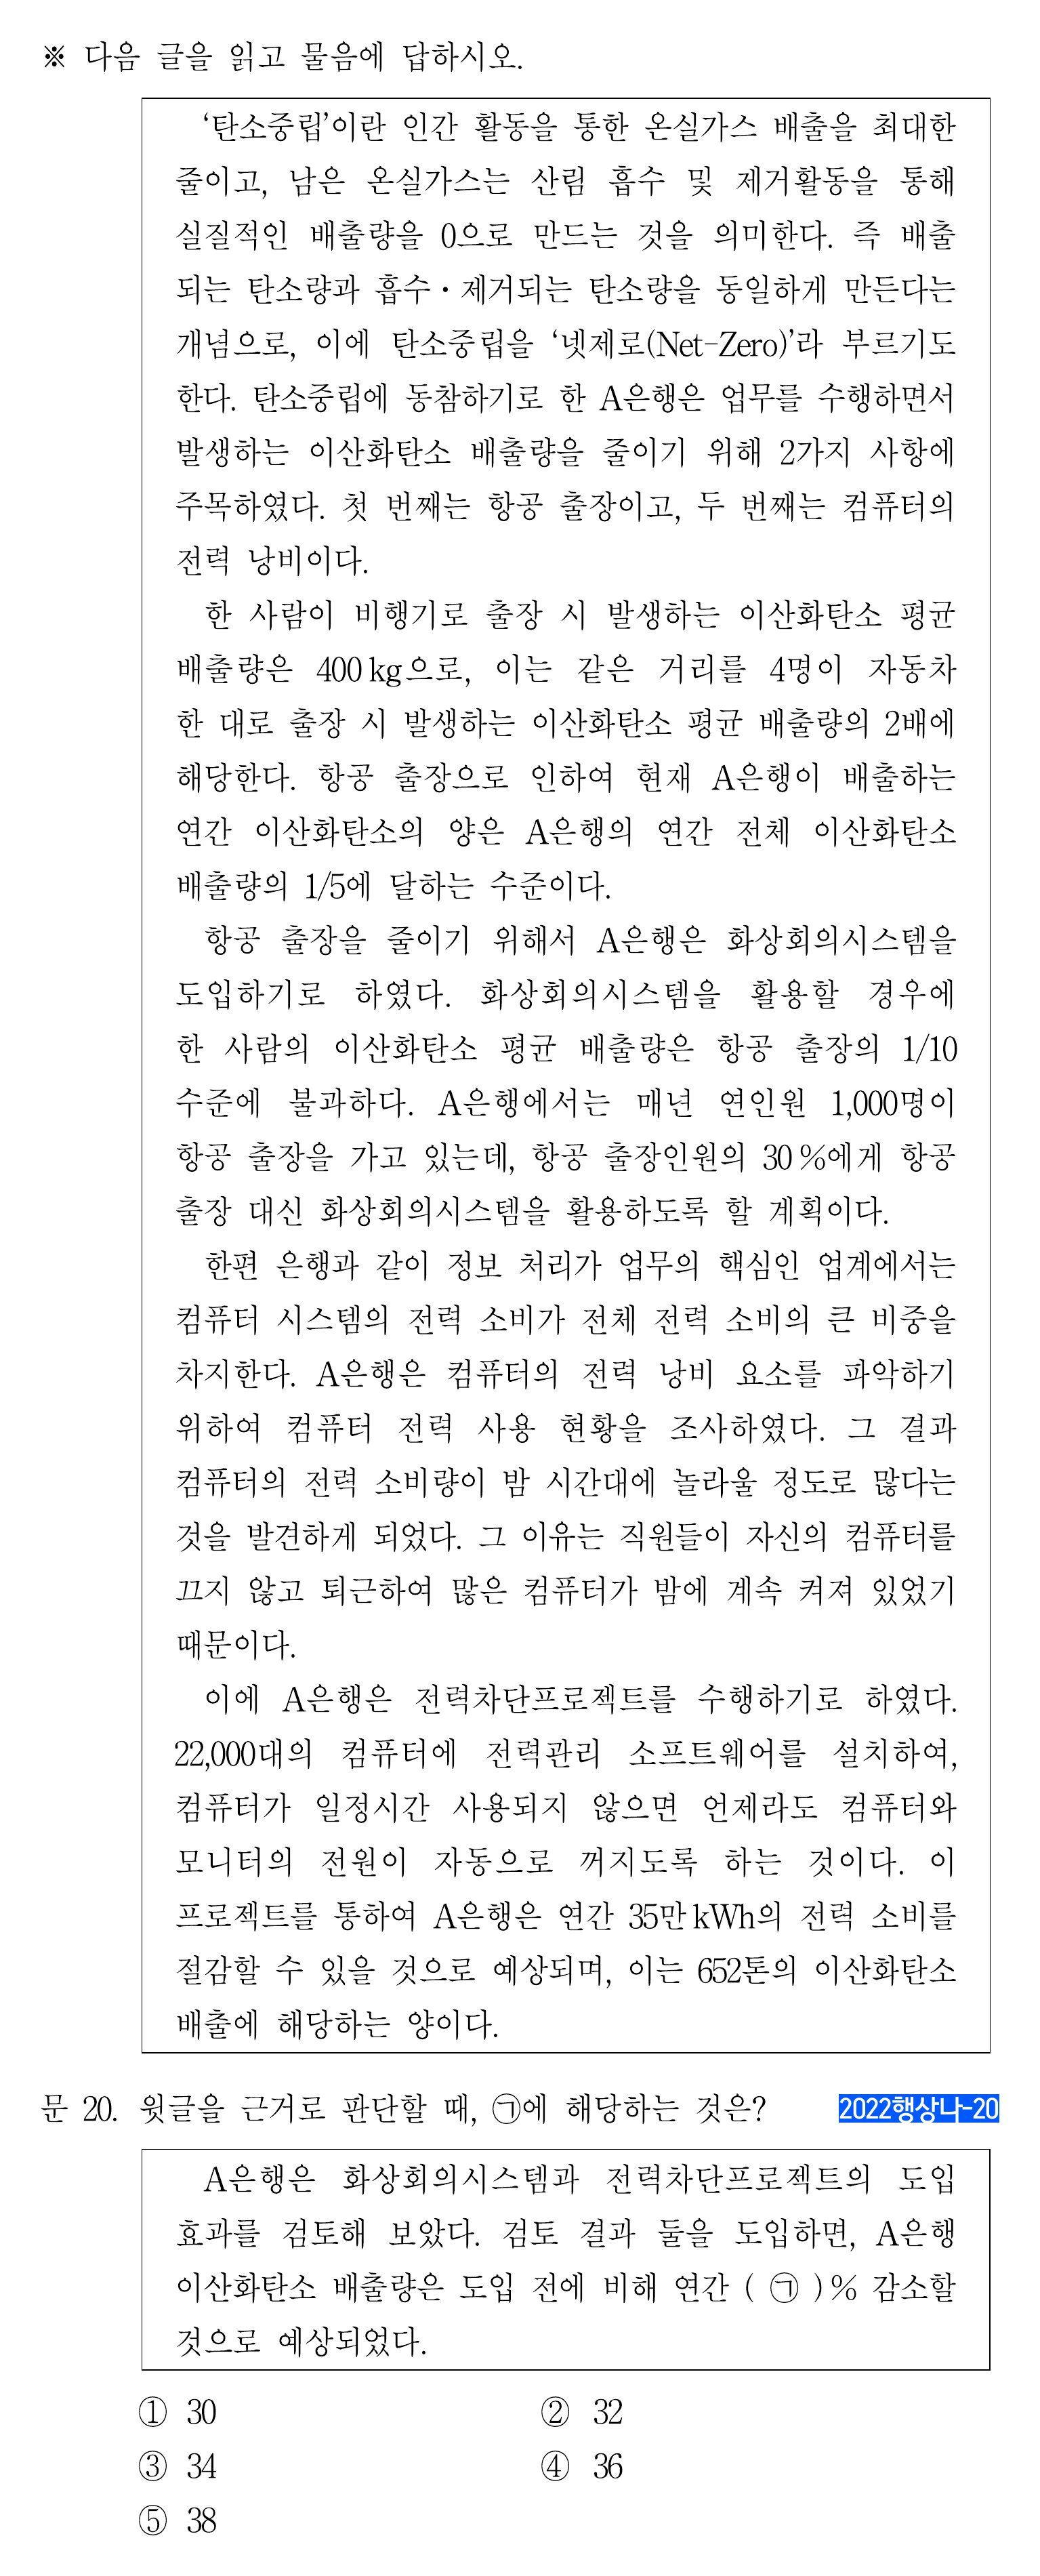 ※ 다음 글을 읽고 물음에 답하시오.
‘탄소중립’이란 인간 활동을 통한 온실가스 배출을 최대한
줄이고, 남은 온실가스는 산림 흡수 및 제거활동을 통해
실질적인 배출량을 0으로 만드는 것을 의미한다. 즉 배출
되는 탄소량과 흡수·제거되는 탄소량을 동일하게 만든다는
개념으로, 이에 탄소중립을 ‘넷제로(Net-Zero)’라 부르기도
한다. 탄소중립에 동참하기로 한 A은행은 업무를 수행하면서
발생하는 이산화탄소 배출량을 줄이기 위해 2가지 사항에
주목하였다. 첫 번째는 항공 출장이고, 두 번째는 컴퓨터의
전력 낭비이다.
한 사람이 비행기로 출장 시 발생하는 이산화탄소 평균
배출량은 400 kg으로, 이는 같은 거리를 4명이 자동차
한 대로 출장 시 발생하는 이산화탄소 평균 배출량의 2배에
해당한다. 항공 출장으로 인하여 현재 A은행이 배출하는
연간 이산화탄소의 양은 A은행의 연간 전체 이산화탄소
배출량의 1/5에 달하는 수준이다.
항공 출장을 줄이기 위해서 A은행은 화상회의시스템을
도입하기로 하였다. 화상회의시스템을 활용할 경우에
한 사람의 이산화탄소 평균 배출량은 항공 출장의 1/10
수준에 불과하다. A은행에서는 매년 연인원 1,000명이
항공 출장을 가고 있는데, 항공 출장인원의 30 %에게 항공
출장 대신 화상회의시스템을 활용하도록 할 계획이다.
한편 은행과 같이 정보 처리가 업무의 핵심인 업계에서는
컴퓨터 시스템의 전력 소비가 전체 전력 소비의 큰 비중을
차지한다. A은행은 컴퓨터의 전력 낭비 요소를 파악하기
위하여 컴퓨터 전력 사용 현황을 조사하였다. 그 결과
컴퓨터의 전력 소비량이 밤 시간대에 놀라울 정도로 많다는
것을 발견하게 되었다. 그 이유는 직원들이 자신의 컴퓨터를
끄지 않고 퇴근하여 많은 컴퓨터가 밤에 계속 켜져 있었기
때문이다.
이에 A은행은 전력차단프로젝트를 수행하기로 하였다.
22,000대의 컴퓨터에 전력관리 소프트웨어를 설치하여,
컴퓨터가 일정시간 사용되지 않으면 언제라도 컴퓨터와
모니터의 전원이 자동으로 꺼지도록 하는 것이다. 이
프로젝트를 통하여 A은행은 연간 35만 kWh의 전력 소비를
절감할 수 있을 것으로 예상되며, 이는 652톤의 이산화탄소
배출에 해당하는 양이다.
문 20. 윗글을 근거로 판단할 때, ㉠에 해당하는 것은? 2022행상나-20
A은행은 화상회의시스템과 전력차단프로젝트의 도입
효과를 검토해 보았다. 검토 결과 둘을 도입하면, A은행
이산화탄소 배출량은 도입 전에 비해 연간 ( ㉠ ) % 감소할
것으로 예상되었다.
① 30 ② 32
③ 34 ④ 36
⑤ 38